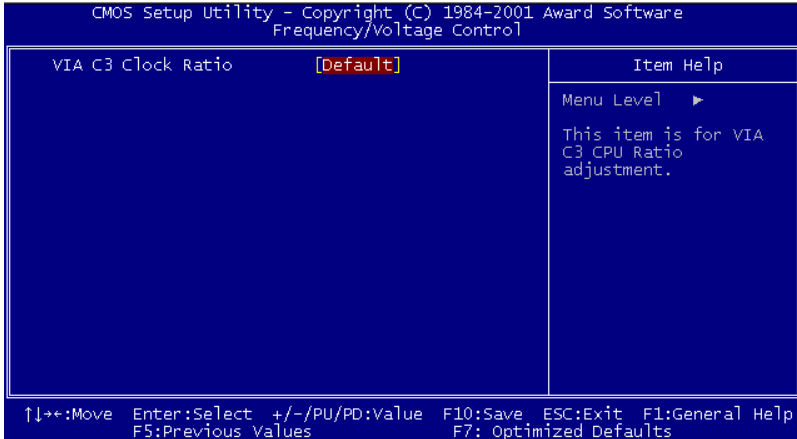 CMOS Setup Utility - Copyright (C) 1984-2001 Award Software
Frequency/Voltage Control
VIA C3 Clock Ratio [Default]
Item Help
Menu Level ►
This item is for VIA
C3 CPU Ratio
adjustment.
↑↓→←:Move Enter:Select +/-/PU/PD:Value F10:Save ESC:Exit F1:General Help
F5:Previous Values F7: Optimized Defaults